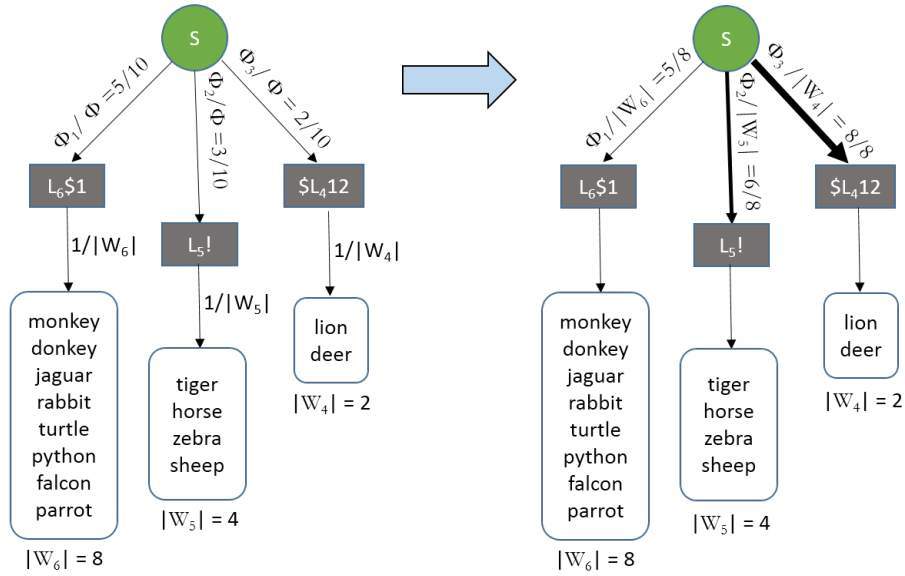 S
Φ₁/ Φ =5/10
Φ₂/Φ =3/10
Φ₃/ Φ = 2/10
L₆$1
L₅!
$L₄12
1/|W₆|
1/|W₅|
1/|W₄|
monkey
donkey
jaguar
rabbit
turtle
python
falcon
parrot
|W₆| = 8
tiger
horse
zebra
sheep
|W₅| = 4
lion
deer
|W₄| = 2
S
Φ₁/|W₆| =5/8
Φ₂/|W₅| =6/8
Φ₃/|W₄| = 8/8
L₆$1
L₅!
$L₄12
monkey
donkey
jaguar
rabbit
turtle
python
falcon
parrot
|W₆| = 8
tiger
horse
zebra
sheep
|W₅| = 4
lion
deer
|W₄| = 2